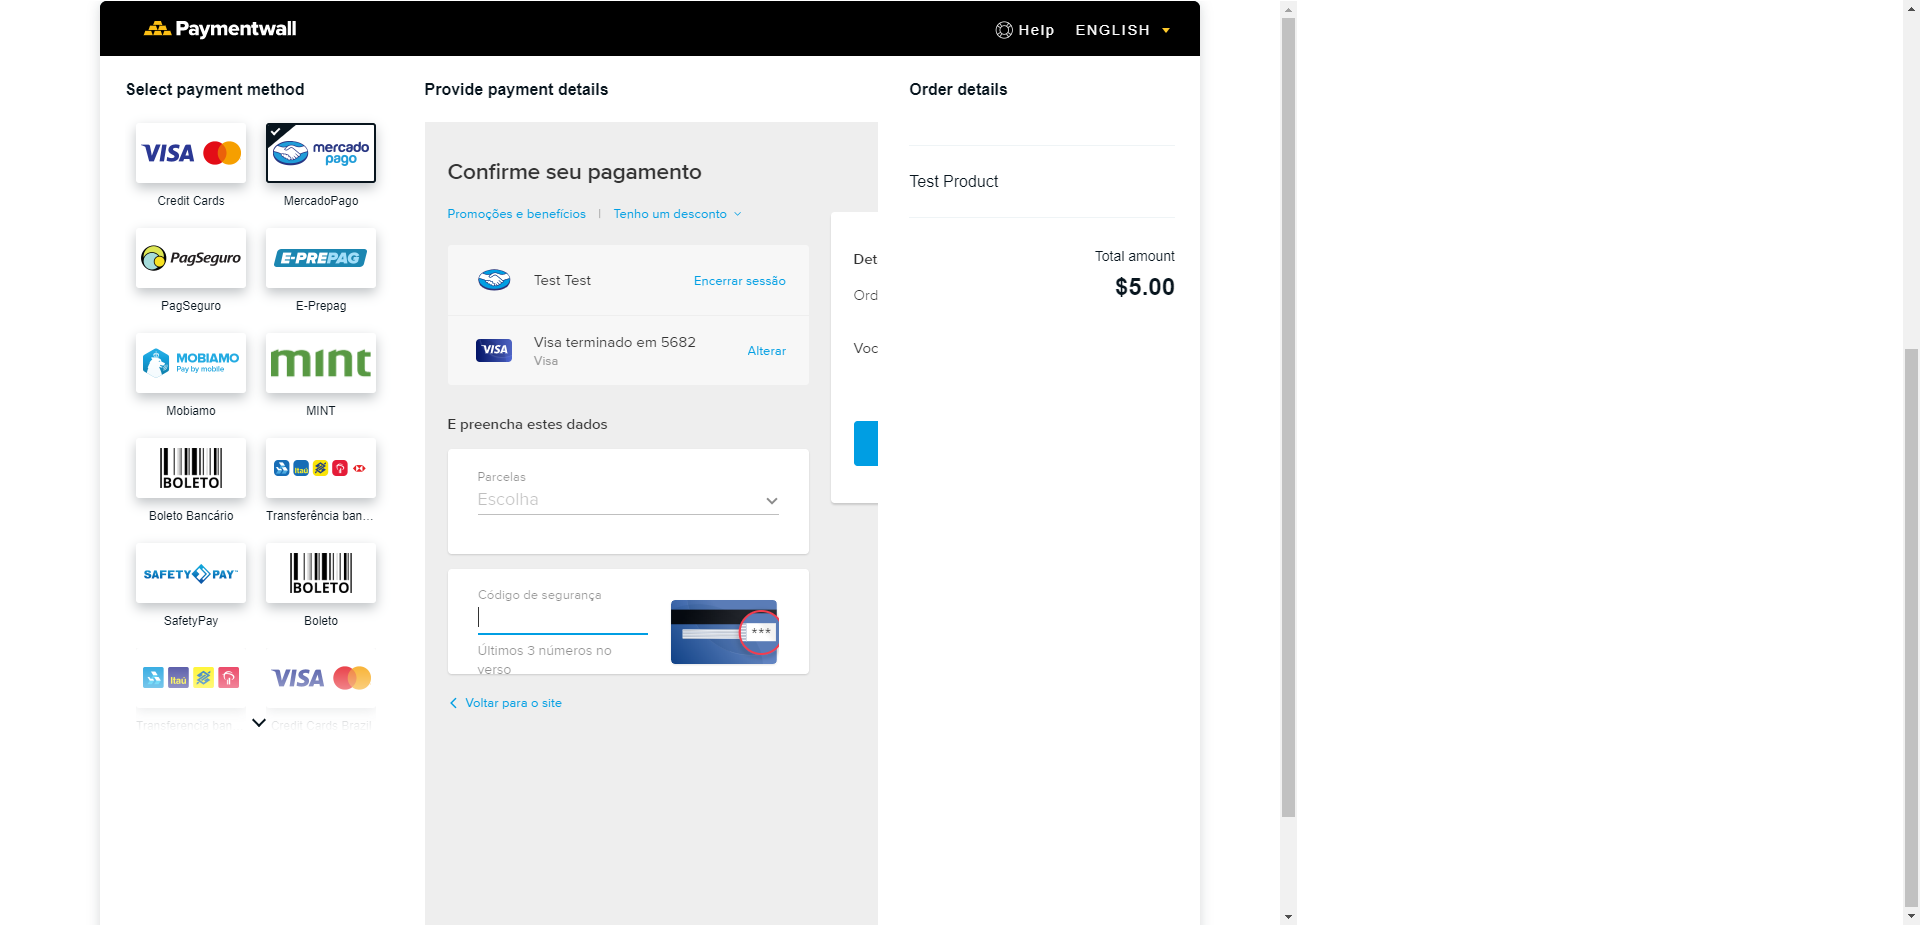 Paymentwall
Help ENGLISH
Select payment method
VISA
mercado
pago
Credit Cards MercadoPago
PagSeguro E-PREPAG
PagSeguro E-Prepag
MOBIAMO
Pay by mobile
mint
Mobiamo MINT
BOLETO
Itaú
Boleto Bancário Transferência ban...
SAFETYPAY
BOLETO
SafetyPay Boleto
Itaú
VISA
Transferencia ban... Credit Cards Brazil
Provide payment details
Confirme seu pagamento
Promoções e benefícios | Tenho um desconto
Test Test Encerrar sessão
VISA
Visa terminado em 5682
Visa
Alterar
E preencha estes dados
Parcelas
Escolha
Código de segurança
***
Últimos 3 números no
verso
Voltar para o site
Det
Ord
Voc
Order details
Test Product
Total amount
$5.00